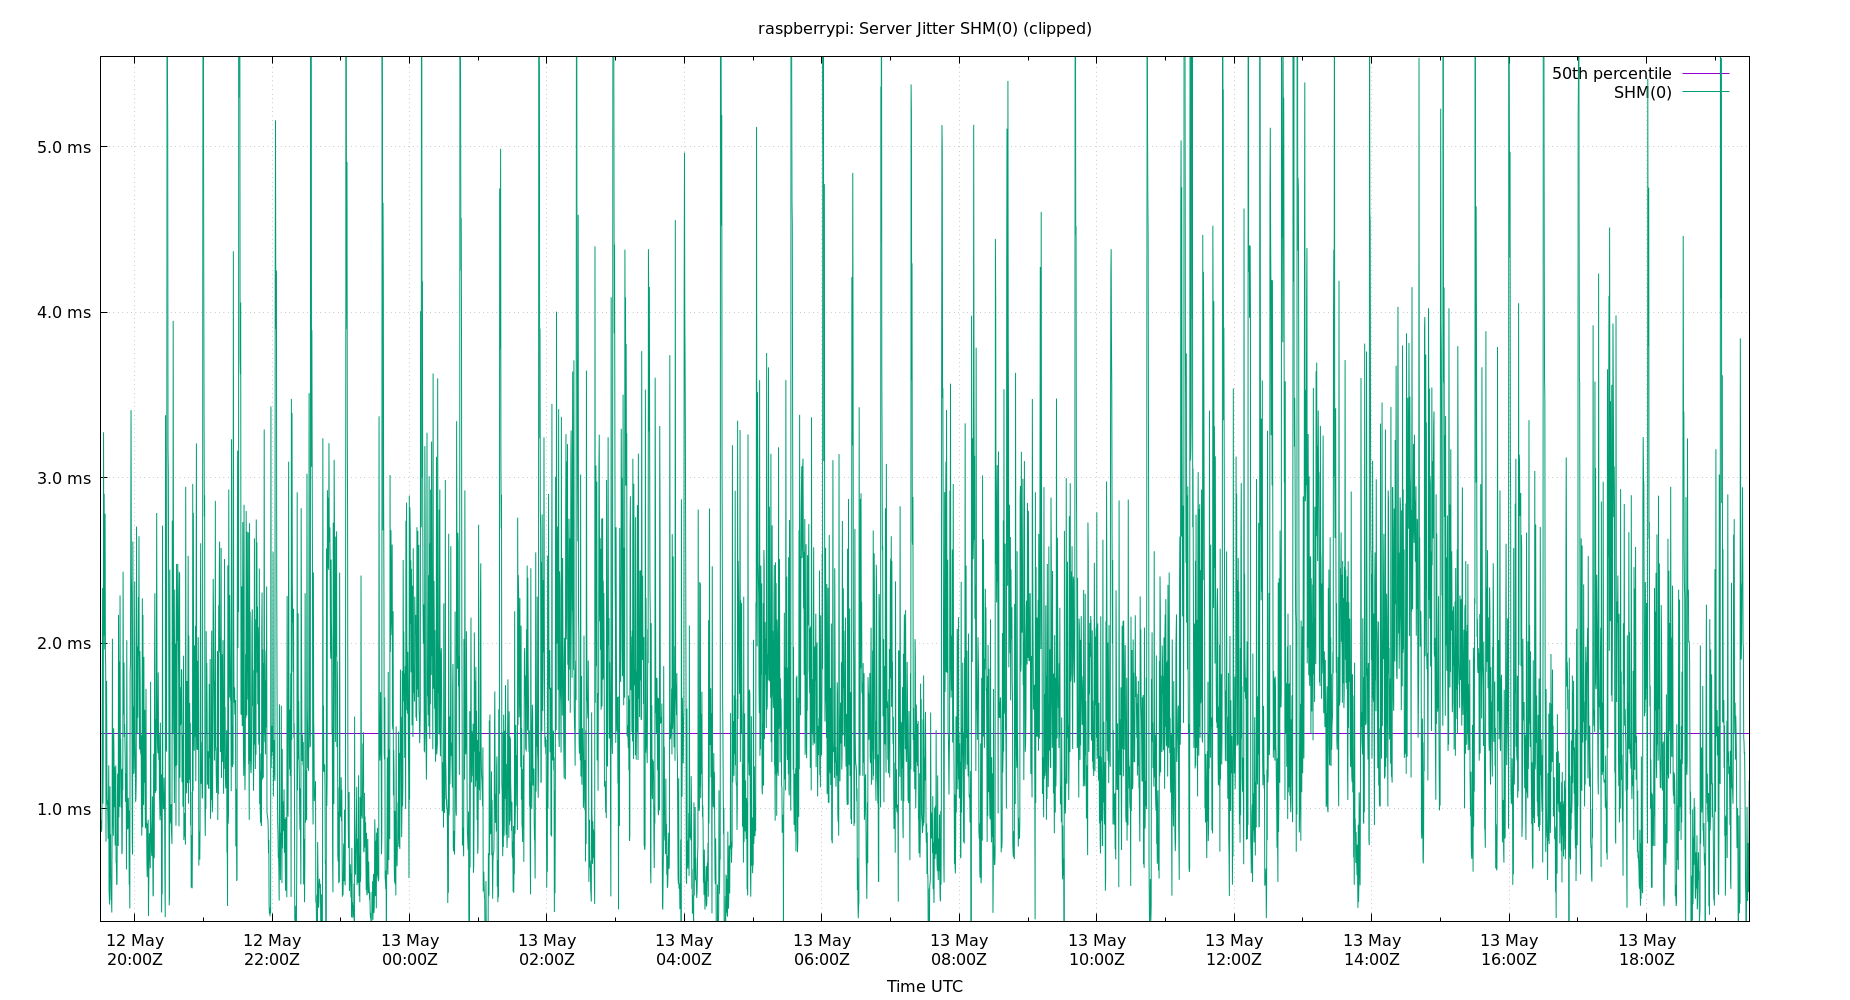 raspberrypi: Server Jitter SHM(0) (clipped)
50th percentile
SHM(0)
5.0 ms
4.0 ms
3.0 ms
2.0 ms
1.0 ms
12 May 12 May 13 May 13 May 13 May 13 May 13 May 13 May 13 May 13 May 13 May 13 May
20:00Z 22:00Z 00:00Z 02:00Z 04:00Z 06:00Z 08:00Z 10:00Z 12:00Z 14:00Z 16:00Z 18:00Z
Time UTC